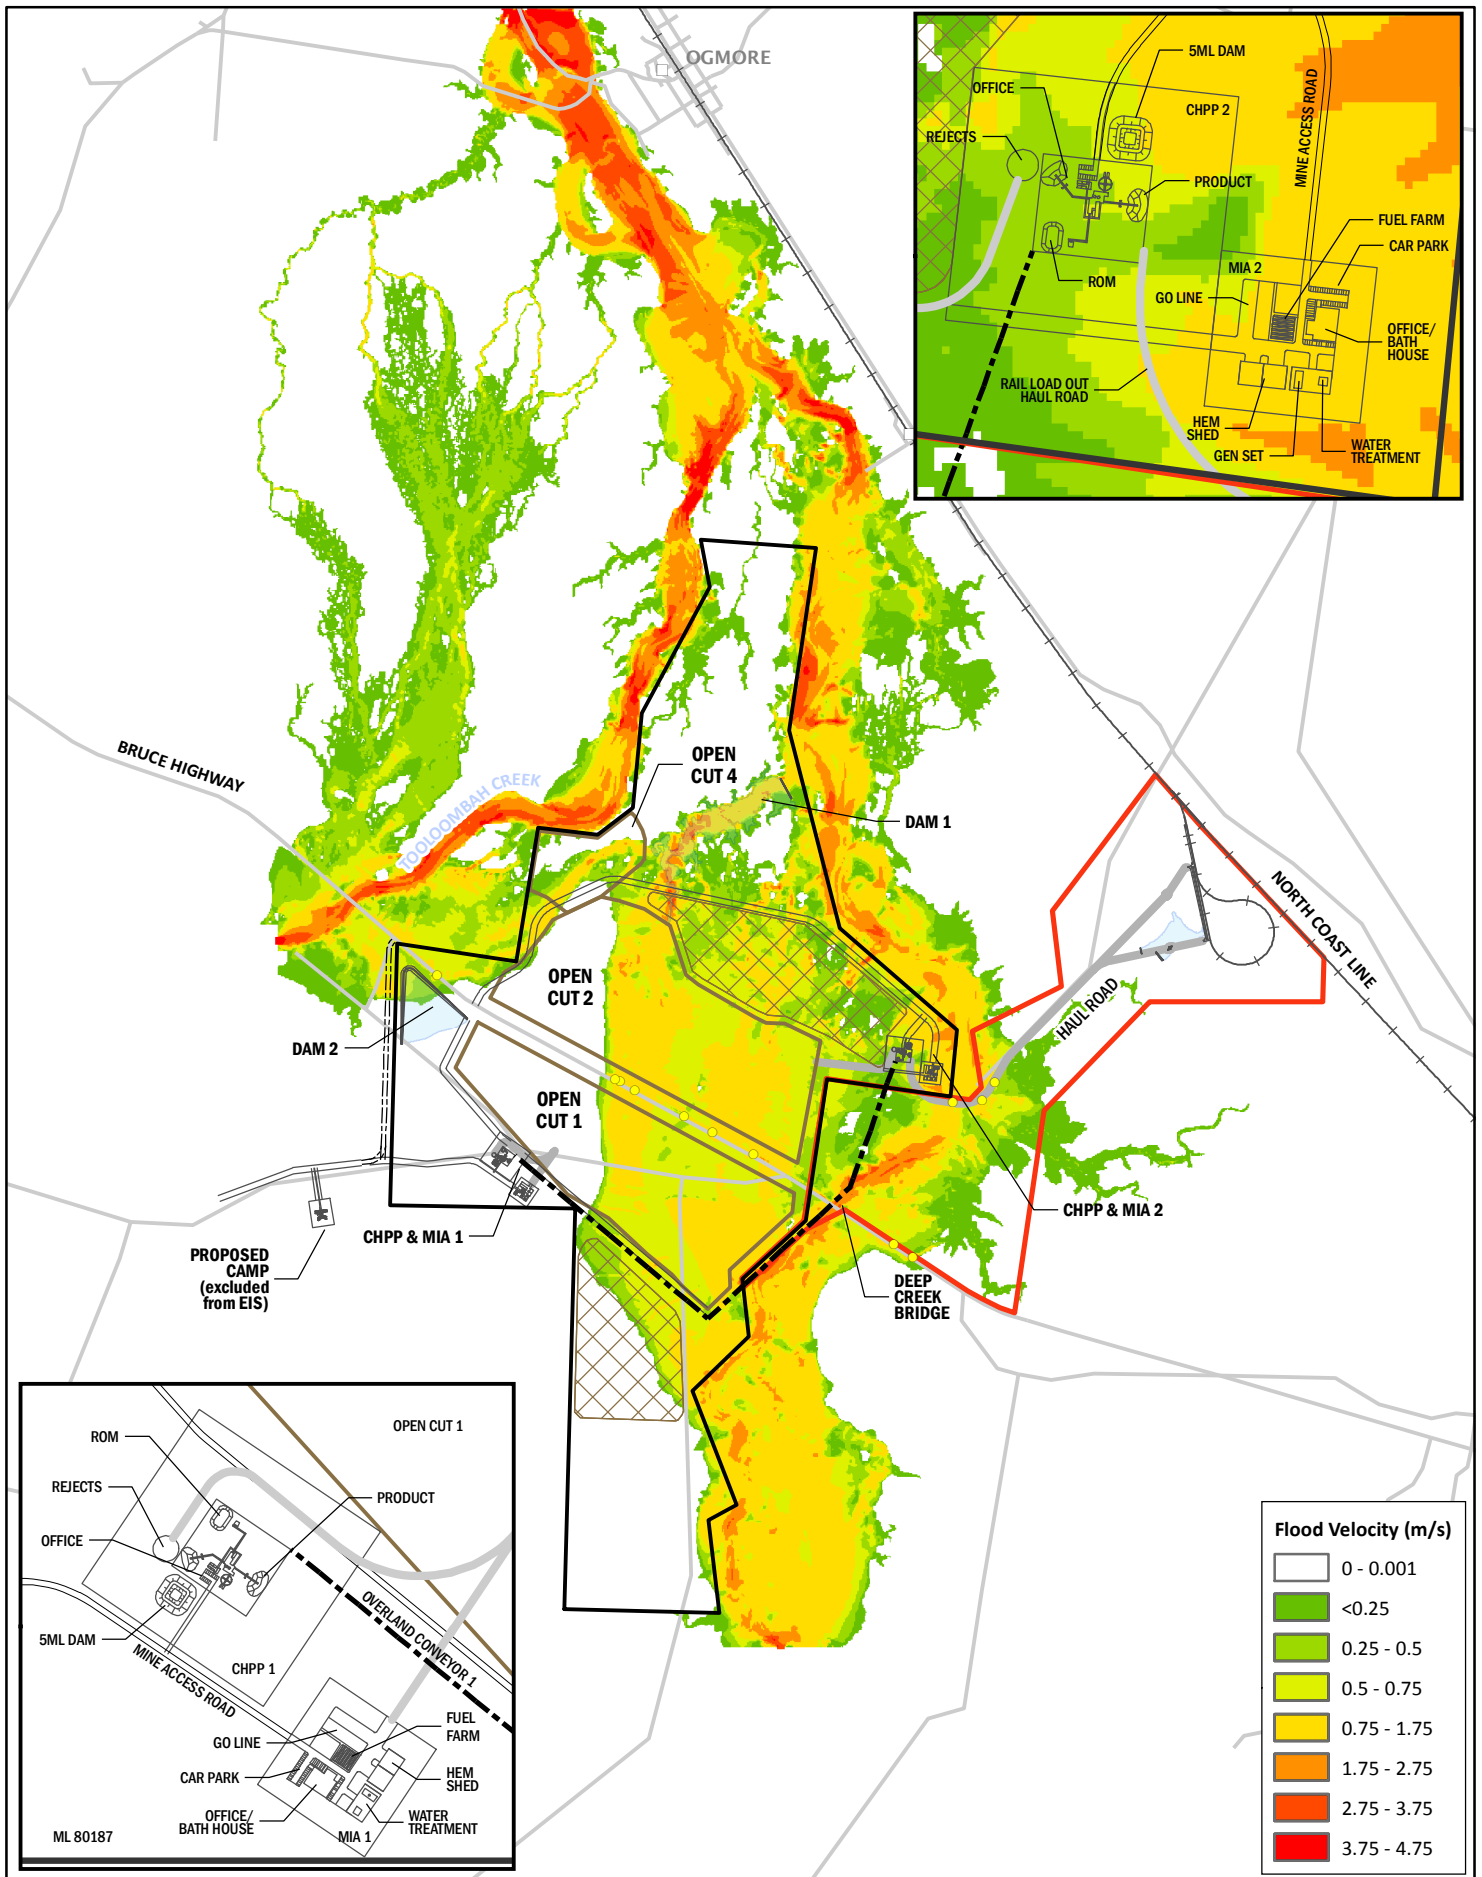 OGMORE
5ML DAM
OFFICE
CHPP 2
REJECTS
MINE ACCESS ROAD
PRODUCT
FUEL FARM
CAR PARK
MIA 2
ROM
GO LINE
OFFICE/
BATH
HOUSE
RAIL LOAD OUT
HAUL ROAD
HEM
SHED
GEN SET
WATER
TREATMENT
BRUCE HIGHWAY
TOOLOOMBAH CREEK
OPEN
CUT 4
DAM 1
NORTH COAST LINE
OPEN
CUT 2
HAUL ROAD
DAM 2
OPEN
CUT 1
CHPP & MIA 2
CHPP & MIA 1
PROPOSED
CAMP
(excluded
from EIS)
DEEP
CREEK
BRIDGE
OPEN CUT 1
ROM
REJECTS
PRODUCT
OFFICE
OVERLAND CONVEYOR 1
5ML DAM
MINE ACCESS ROAD
CHPP 1
FUEL
FARM
GO LINE
CAR PARK
HEM
SHED
OFFICE/
BATH HOUSE
WATER
TREATMENT
ML 80187
MIA 1
Flood Velocity (m/s)
0 - 0.001
<0.25
0.25 - 0.5
0.5 - 0.75
0.75 - 1.75
1.75 - 2.75
2.75 - 3.75
3.75 - 4.75